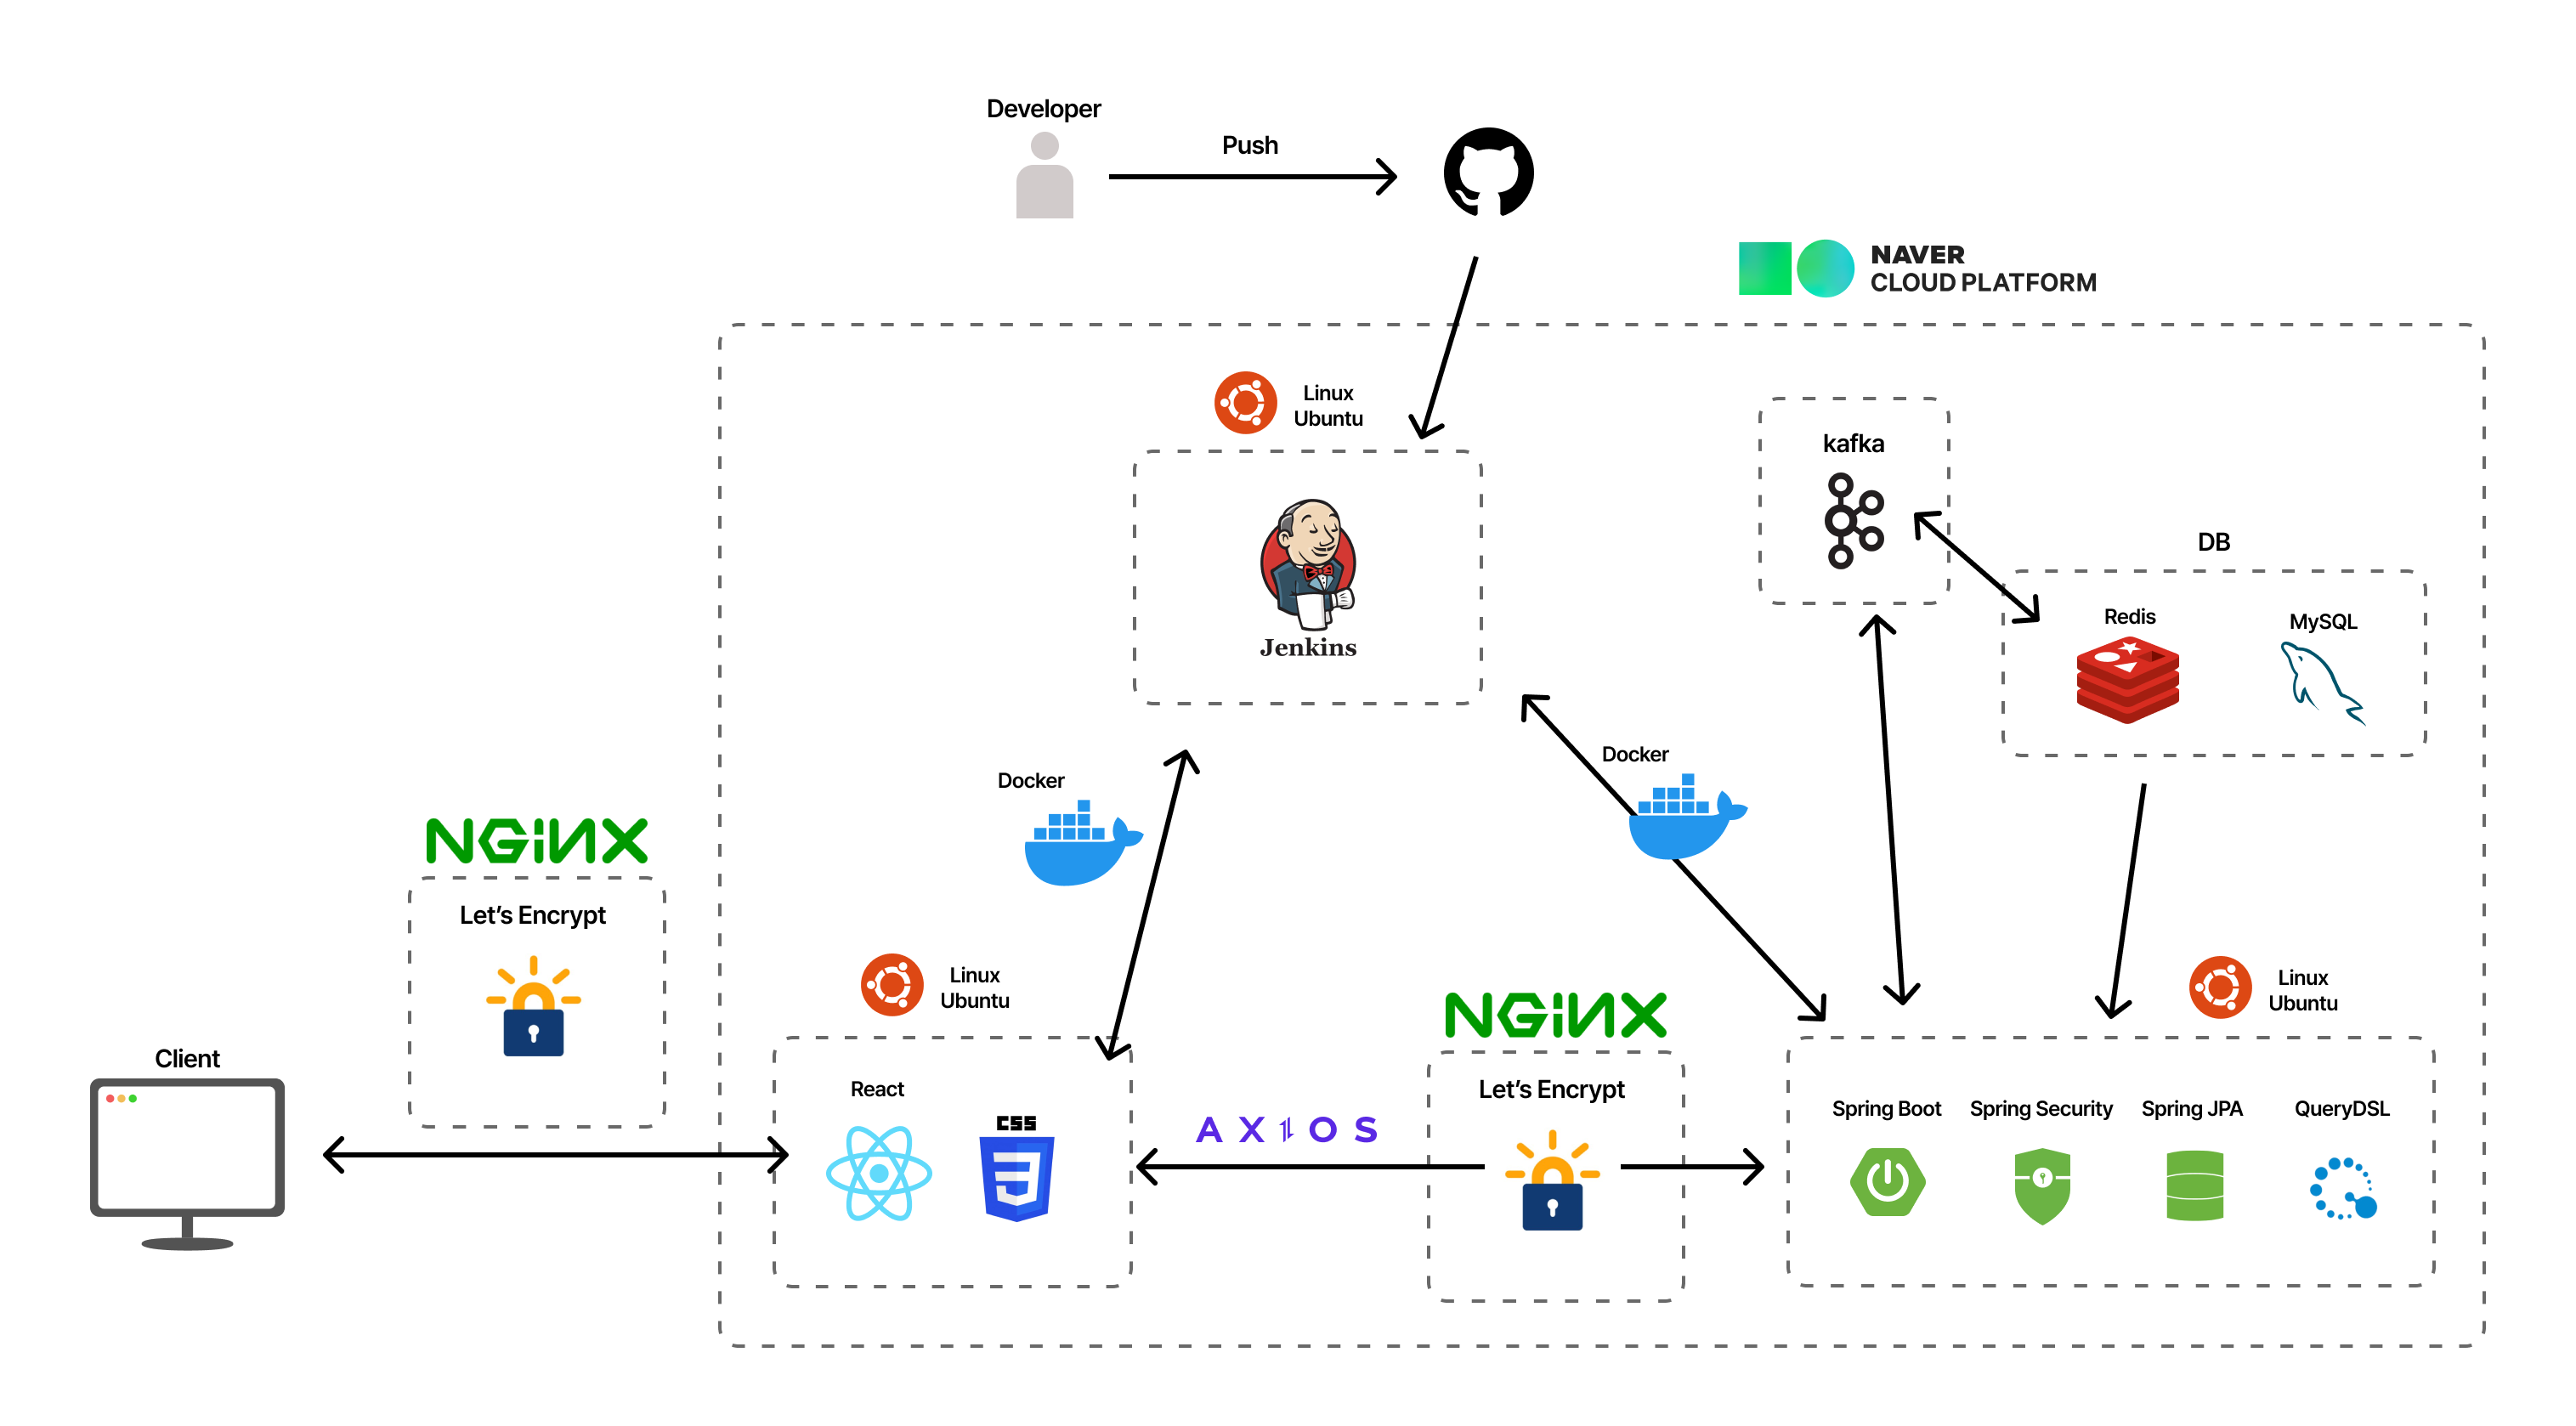 Developer
Push
NAVER
CLOUD PLATFORM
Linux
Ubuntu
kafka
Jenkins
DB
Redis
MySQL
Docker
Docker
NGINX
Let's Encrypt
Linux
Ubuntu
Linux
Ubuntu
NGINX
Client
React
CSS
AXIOS
Let's Encrypt
Spring Boot
Spring Security
Spring JPA
QueryDSL